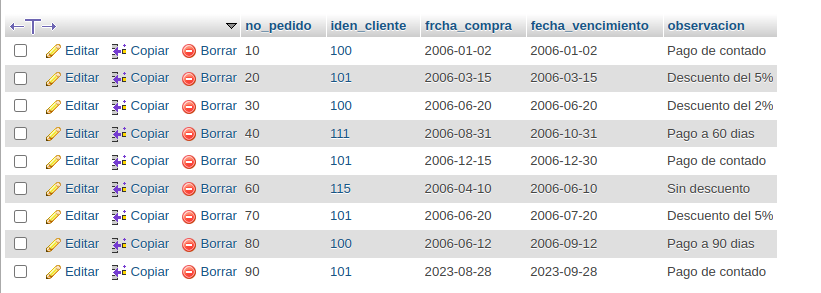 no_pedido iden_cliente frcha_compra fecha_vencimiento observacion
Editar Copiar Borrar 10 100 2006-01-02 2006-01-02 Pago de contado
Editar Copiar Borrar 20 101 2006-03-15 2006-03-15 Descuento del 5%
Editar Copiar Borrar 30 100 2006-06-20 2006-06-20 Descuento del 2%
Editar Copiar Borrar 40 111 2006-08-31 2006-10-31 Pago a 60 dias
Editar Copiar Borrar 50 101 2006-12-15 2006-12-30 Pago de contado
Editar Copiar Borrar 60 115 2006-04-10 2006-06-10 Sin descuento
Editar Copiar Borrar 70 101 2006-06-20 2006-07-20 Descuento del 5%
Editar Copiar Borrar 80 100 2006-06-12 2006-09-12 Pago a 90 dias
Editar Copiar Borrar 90 101 2023-08-28 2023-09-28 Pago de contado